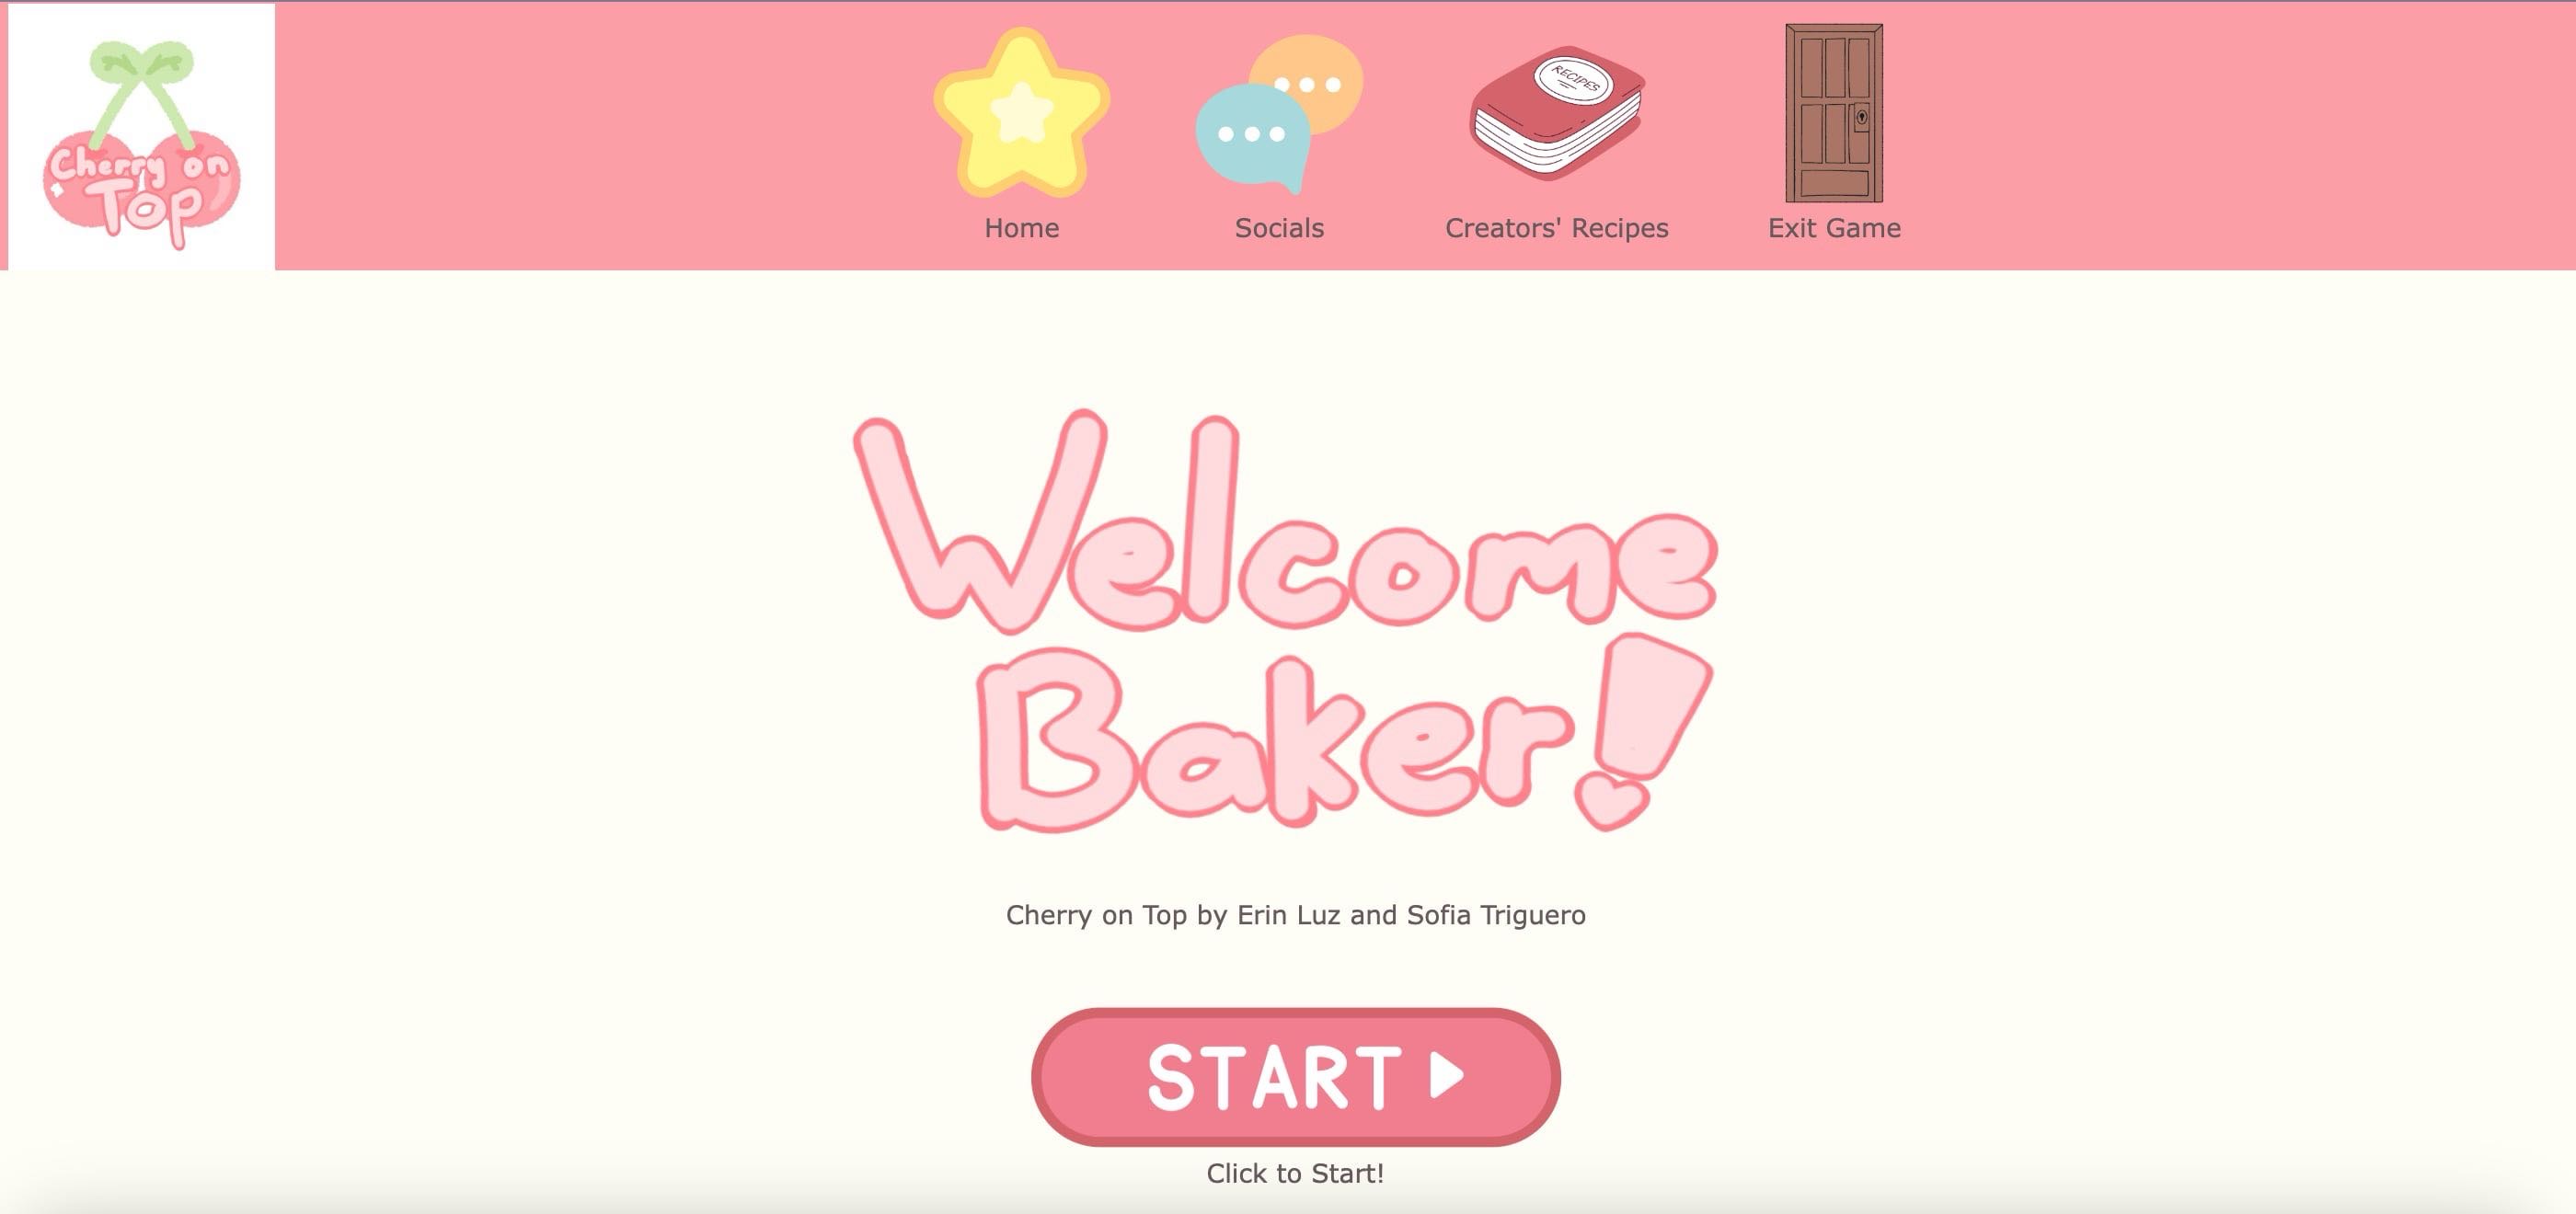 Cherry on
Top
RECIPES
Home
Socials
Creators' Recipes
Exit Game
Welcome
Baker!
Cherry on Top by Erin Luz and Sofia Triguero
START
Click to Start!